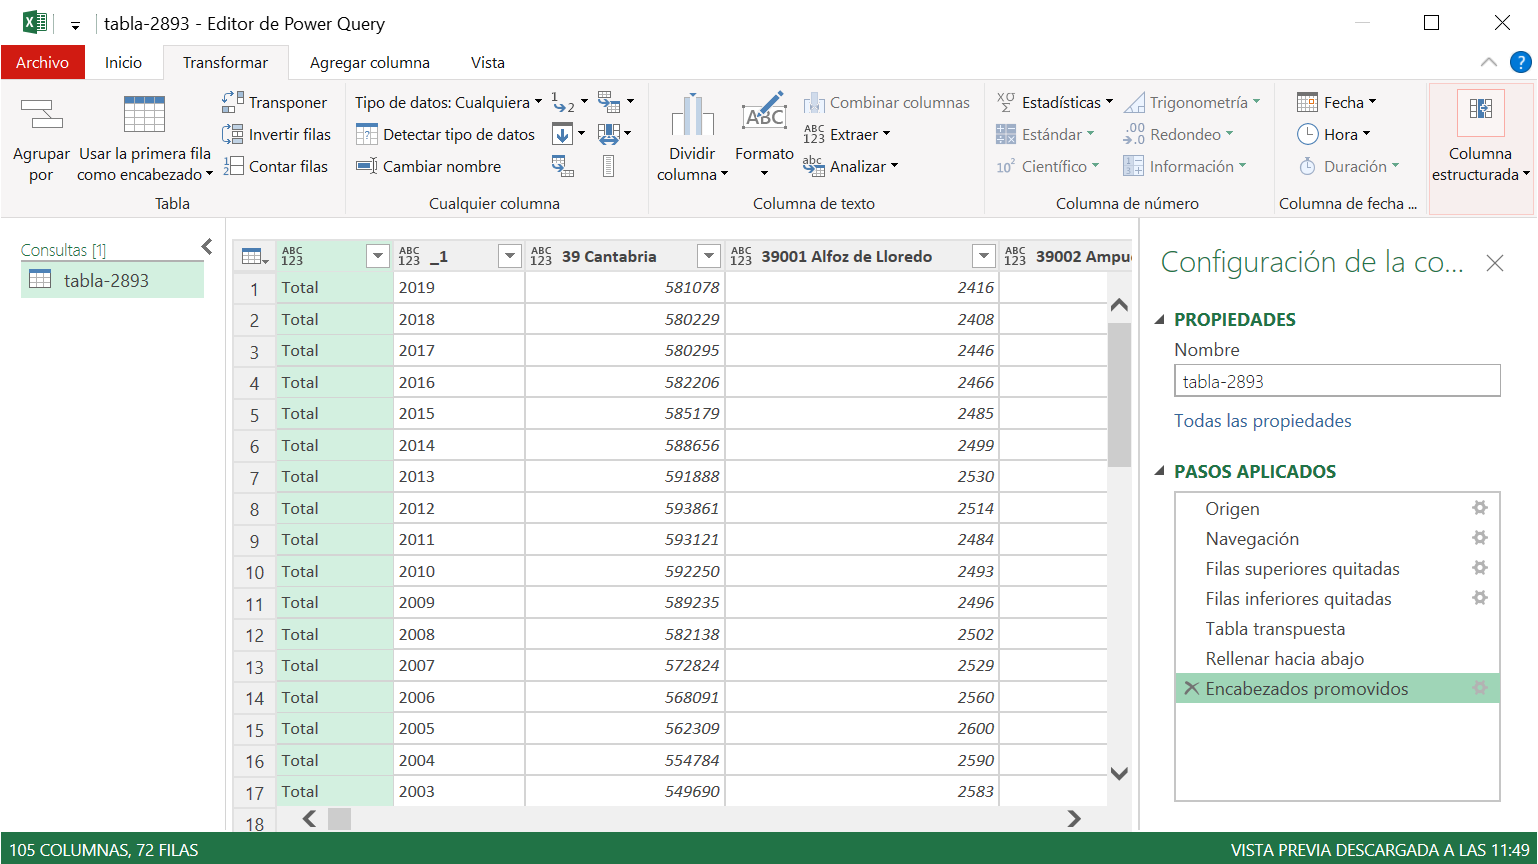 tabla-2893 - Editor de Power Query
Archivo
Inicio
Transformar
Agregar columna
Vista
?
Agrupar
por
Usar la primera fila
como encabezado
Transponer
Invertir filas
Contar filas
Tabla
Tipo de datos: Cualquiera
Detectar tipo de datos
Cambiar nombre
Cualquier columna
Dividir
columna
Formato
Combinar columnas
Extraer
Analizar
Columna de texto
Estadísticas
Estándar
Científico
Trigonometría
Redondeo
Información
Columna de número
Fecha
Hora
Duración
Columna de fecha ...
Columna
estructurada
Consultas [1]
tabla-2893
ABC 123
ABC 123 _1
ABC 123 39 Cantabria
ABC 123 39001 Alfoz de Lloredo
ABC 123 39002 Ampu
1 Total 2019 581078 2416
2 Total 2018 580229 2408
3 Total 2017 580295 2446
4 Total 2016 582206 2466
5 Total 2015 585179 2485
6 Total 2014 588656 2499
7 Total 2013 591888 2530
8 Total 2012 593861 2514
9 Total 2011 593121 2484
10 Total 2010 592250 2493
11 Total 2009 589235 2496
12 Total 2008 582138 2502
13 Total 2007 572824 2529
14 Total 2006 568091 2560
15 Total 2005 562309 2600
16 Total 2004 554784 2590
17 Total 2003 549690 2583
18
Configuración de la co...
PROPIEDADES
Nombre
tabla-2893
Todas las propiedades
PASOS APLICADOS
Origen
Navegación
Filas superiores quitadas
Filas inferiores quitadas
Tabla transpuesta
Rellenar hacia abajo
Encabezados promovidos
105 COLUMNAS, 72 FILAS
VISTA PREVIA DESCARGADA A LAS 11:49